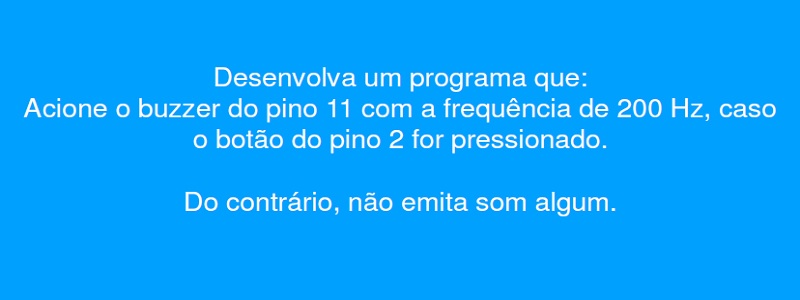 Desenvolva um programa que:
Acione o buzzer do pino 11 com a frequência de 200 Hz, caso
o botão do pino 2 for pressionado.
Do contrário, não emita som algum.